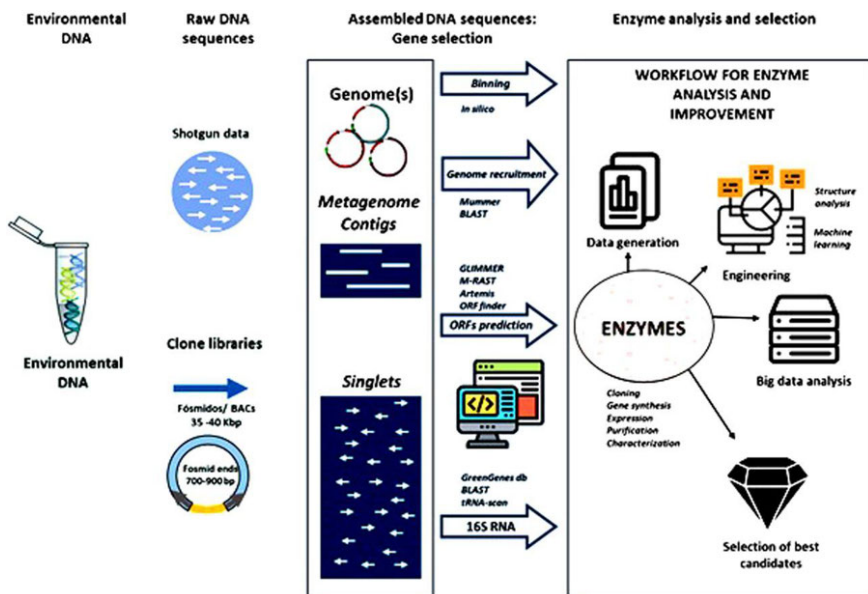 Environmental
DNA
Raw DNA
sequences
Assembled DNA sequences:
Gene selection
Enzyme analysis and selection
Environmental
DNA
Shotgun data
Clone libraries
Fósmidos/ BACs
35 -40 Kbp
Fosmid ends
700-900 bp
Genome(s)
Metagenome
Contigs
Singlets
Binning
In silico
Genome recruitment
Mummer
BLAST
GLIMMER
M-RAST
Artemis
ORF finder
ORFs prediction
</>
GreenGenes db
BLAST
tRNA-scan
16S RNA
WORKFLOW FOR ENZYME
ANALYSIS AND
IMPROVEMENT
Data generation
Structure
analysis
Machine
learning
Engineering
ENZYMES
Big data analysis
Cloning
Gene synthesis
Expression
Purification
Characterization
Selection of best
candidates